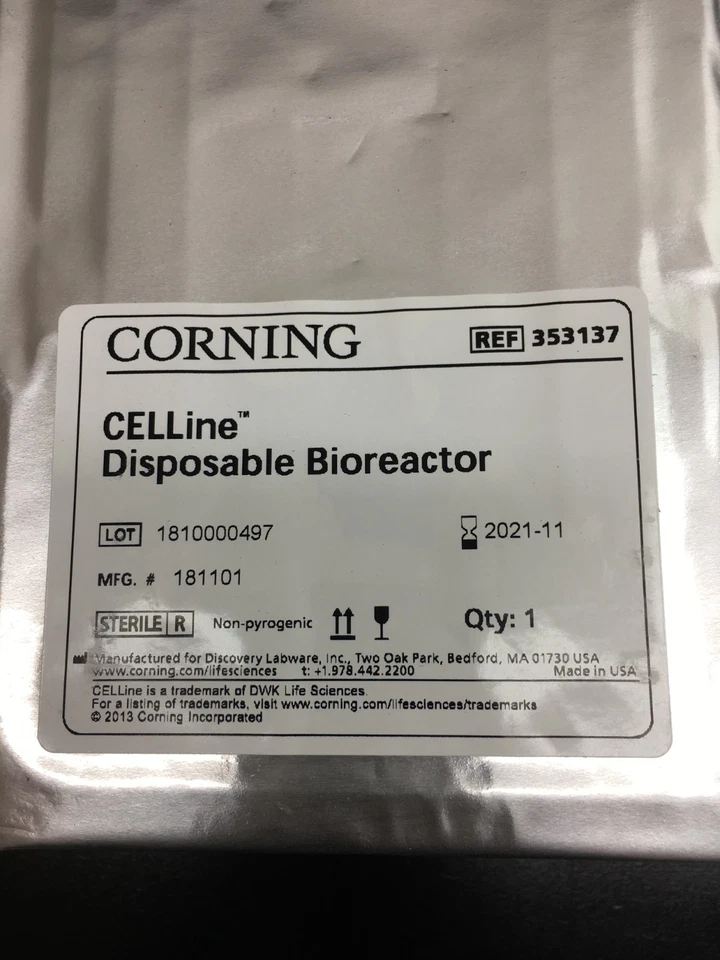 CORNING
REF 353137
CELLine™
Disposable Bioreactor
LOT 1810000497
2021-11
MFG. # 181101
STERILE R Non-pyrogenic Qty: 1
Manufactured for Discovery Labware, Inc., Two Oak Park, Bedford, MA 01730 USA
www.corning.com/lifesciences t: +1.978.442.2200 Made in USA
CELLine is a trademark of DWK Life Sciences.
For a listing of trademarks, visit www.corning.com/lifesciences/trademarks
© 2013 Corning Incorporated